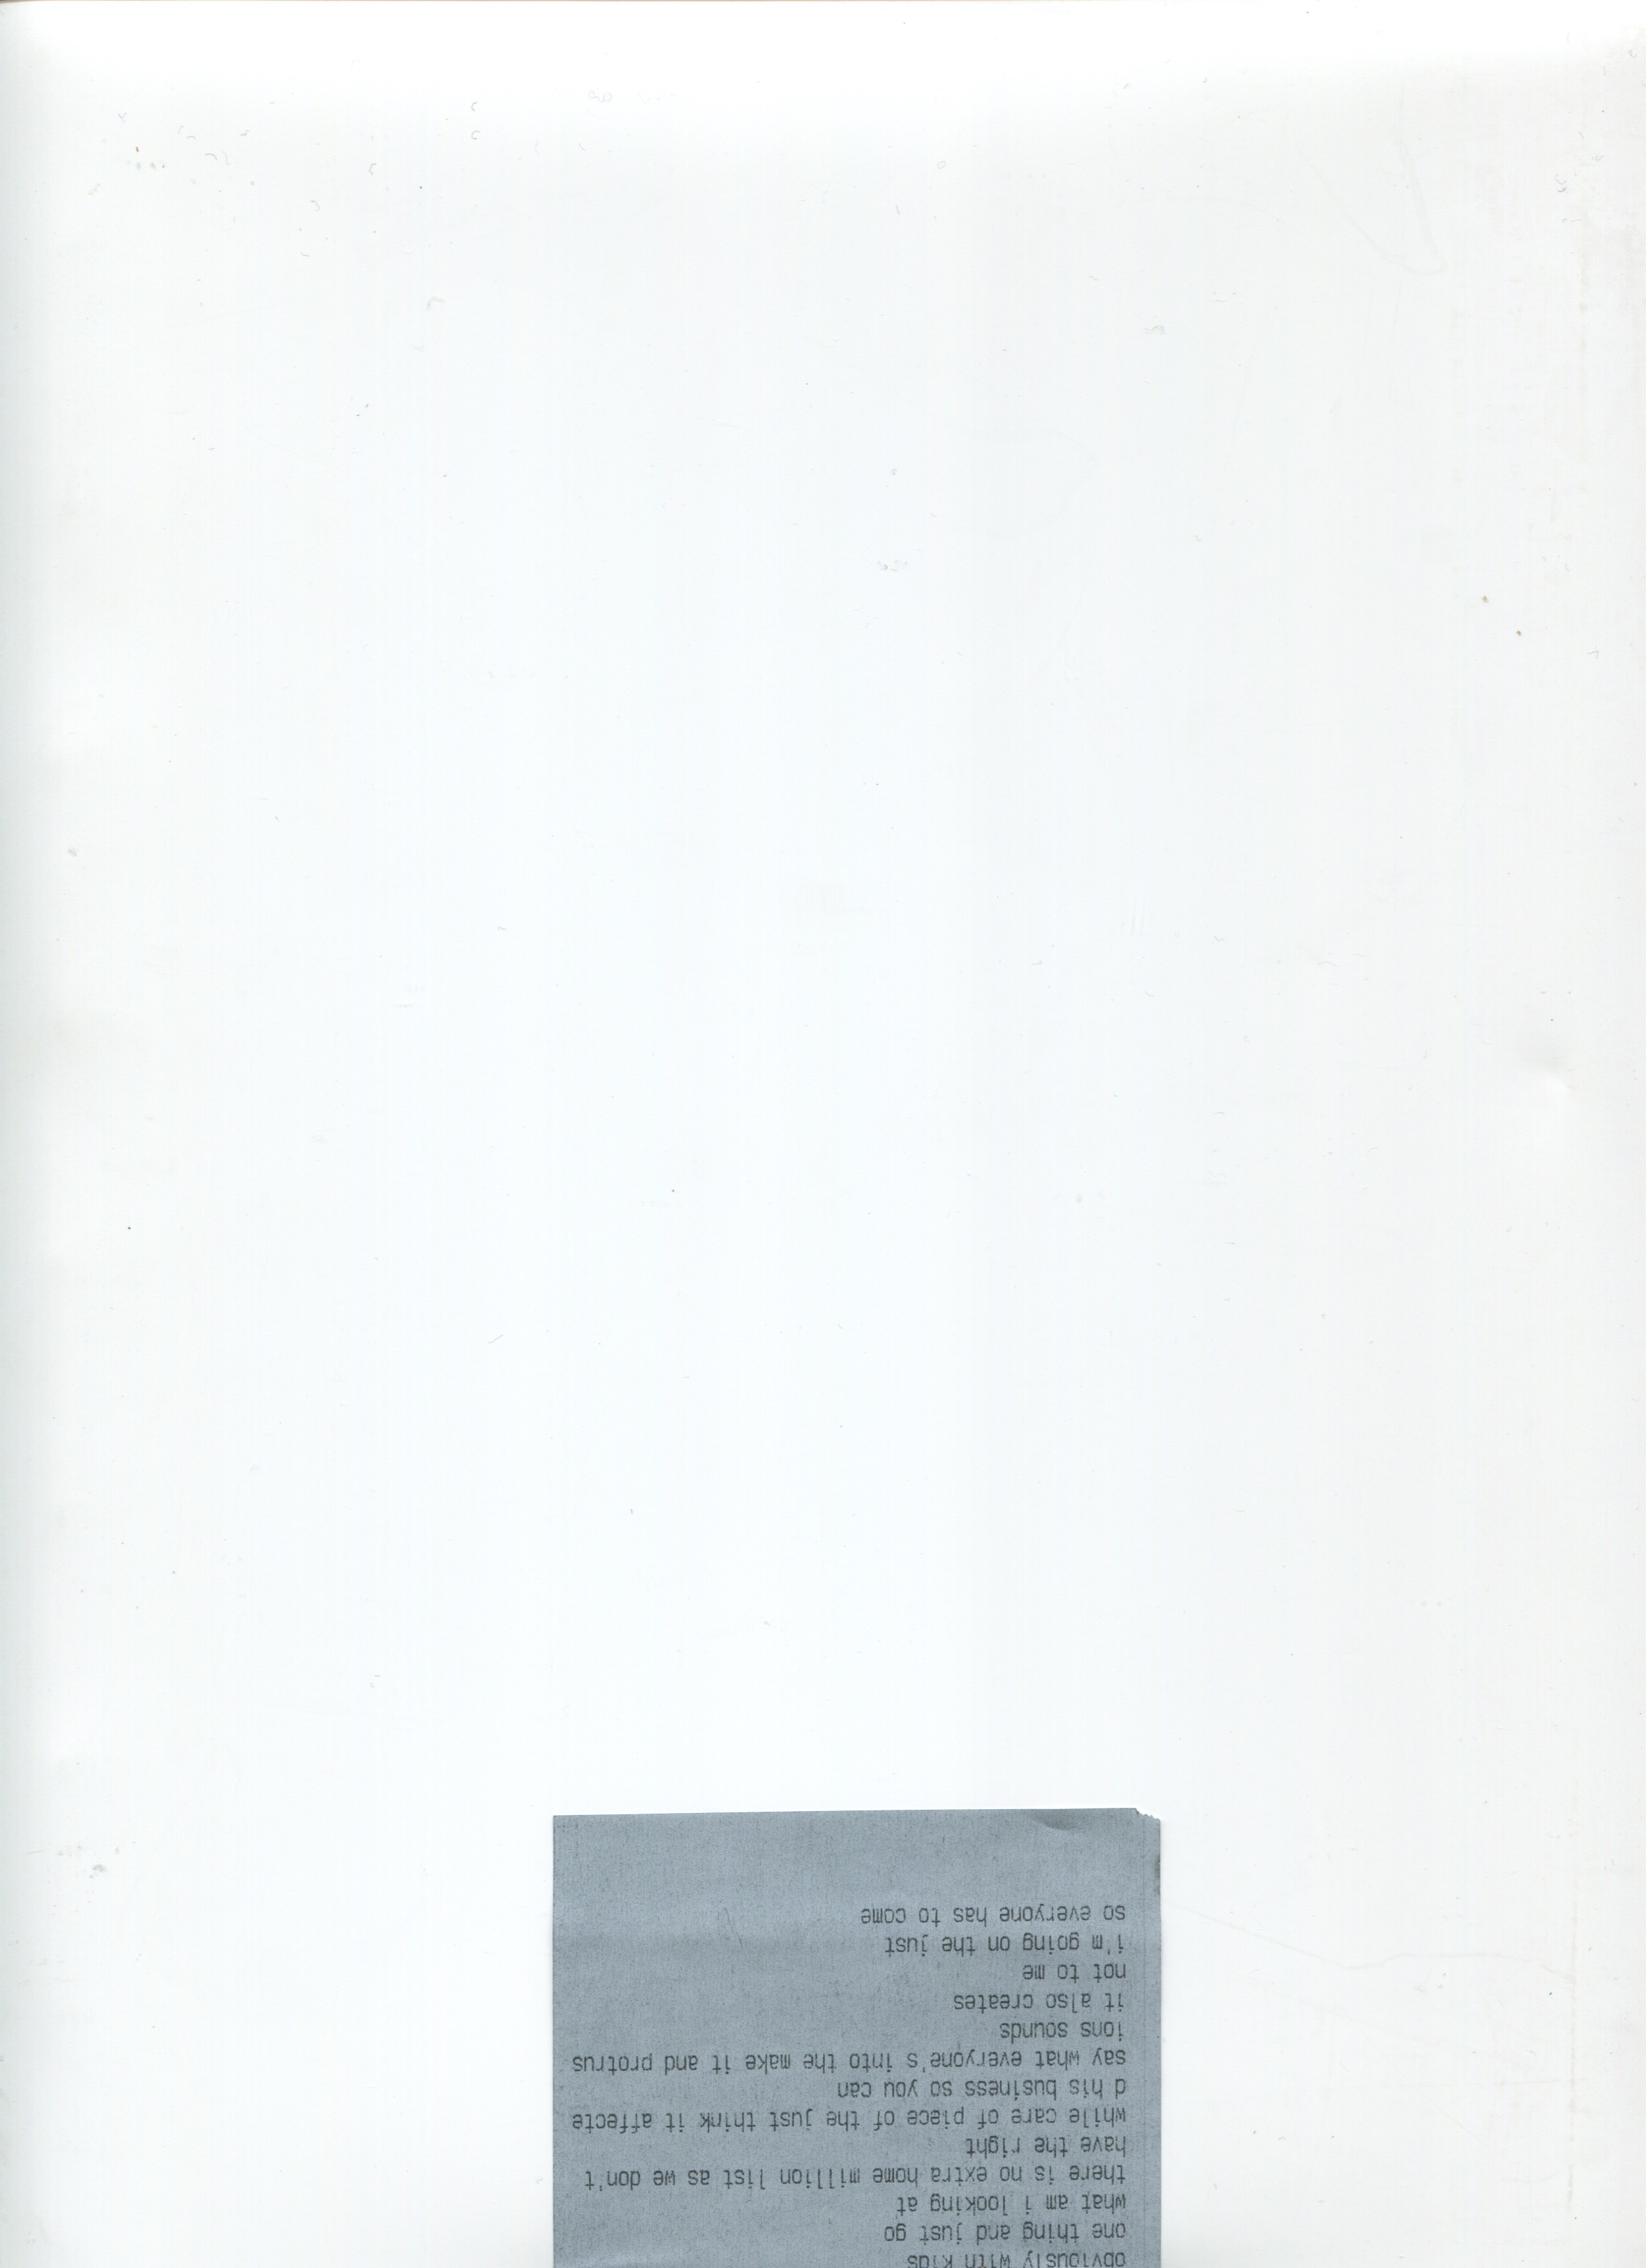 obviously with kids
one thing and just go
what am i looking at
there is no extra home million list as we don't
have the right
while care of piece of the just think it affecte
d his business so you can
say what everyone's into the make it and protrus
ions sounds
it also creates
not to me
i'm going on the just
so everyone has to come